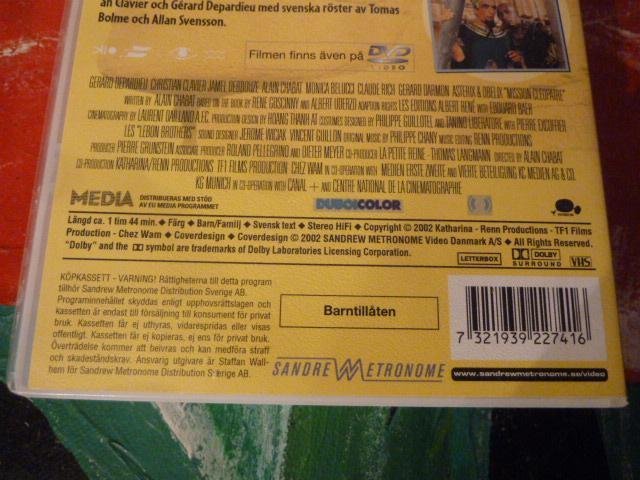 an Clavier och Gérard Depardieu med svenska röster av Tomas
Bolme och Allan Svensson.
Filmen finns även på DVD VIDEO
GERARD DEPARDIEU CHRISTIAN CLAVIER JAMEL DEBBOUZE ALAIN CHABAT MONICA BELUCCI CLAUDE RICH GERARD DARMON ASTERIX & OBELIX "MISSION CLEOPATRE"
WRITTEN BY ALAIN CHABAT BASED ON THE BOOK BY RENE GOSCINNY AND ALBERT UDERZO ADAPTION RIGHTS LES EDITIONS ALBERT RENE WITH EDOUARD BAER
CINEMATOGRAPHY BY LAURENT DAILLAND A.F.C. PRODUCTION DESIGN BY HOANG THANH AT COSTUMES DESIGNED BY PHILIPPE GUILLOTEL AND TANINO LIBERATORE WITH PIERRE EXCOFFIER
LES "LEBON BROTHERS" SOUND DESIGNER JEROME WICIAK VINCENT GUILLON ORIGINAL MUSIC BY PHILIPPE CHANY MUSIC EDITING RENN PRODUCTIONS
PRODUCER PIERRE GRUNSTEIN ASSOCIATE PRODUCER ROLAND PELLEGRINO AND DIETER MEYER CO-PRODUCER LA PETITE REINE - THOMAS LANGMANN DIRECTED BY ALAIN CHABAT
CO-PRODUCTION KATHARINA/RENN PRODUCTIONS TF1 FILMS PRODUCTION CHEZ WAM IN CO-OPERATION WITH MEDIEN ERSTE ZWEITE AND VIERTE BETEILIGUNG KC MEDIEN AG & CO.
KG MUNICH IN CO-OPERATION WITH CANAL + AND CENTRE NATIONAL DE LA CINEMATOGRAPHIE
MEDIA DISTRIBUERAS MED STÖD
AV EU MEDIA PROGRAMMET
DUBOICOLOR
Längd ca. 1 tim 44 min. ◆ Färg ◆ Barn/Familj ◆ Svensk text ◆ Stereo HiFi ◆ Copyright © 2002 Katharina - Renn Productions - TF1 Films
Production - Chez Wam ◆ Coverdesign ◆ Coverdesign © 2002 SANDREW METRONOME Video Danmark A/S ◆ All Rights Reserved.
"Dolby" and the symbol are trademarks of Dolby Laboratories Licensing Corporation.
LETTERBOX DOLBY SURROUND VHS
KÖPKASSETT - VARNING! Rättigheterna till detta program
tillhör Sandrew Metronome Distribution Sverige AB.
Programinnehållet skyddas enligt upphovsrättslagen och
kassetten är endast till försäljning till konsument för privat
bruk. Kassetten får ej uthyras, vidarespridas eller visas
offentligt. Kassetten får ej kopieras, ej ens för privat bruk.
Överträdelse kommer att beivras och kan medföra straff
och skadeståndskrav. Ansvarig utgivare är Staffan Wall-
hem för Sandrew Metronome Distribution Sverige AB.
Barntillåten
SANDREW METRONOME
7 321939 227416
www.sandrewmetronome.se/video